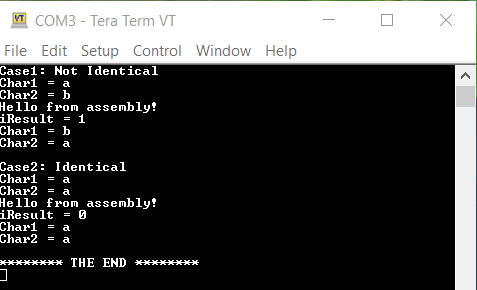 COM3 - Tera Term VT
File Edit Setup Control Window Help
Case1: Not Identical
Char1 = a
Char2 = b
Hello from assembly!
iResult = 1
Char1 = b
Char2 = a
Case2: Identical
Char1 = a
Char2 = a
Hello from assembly!
iResult = 0
Char1 = a
Char2 = a
******** THE END ********